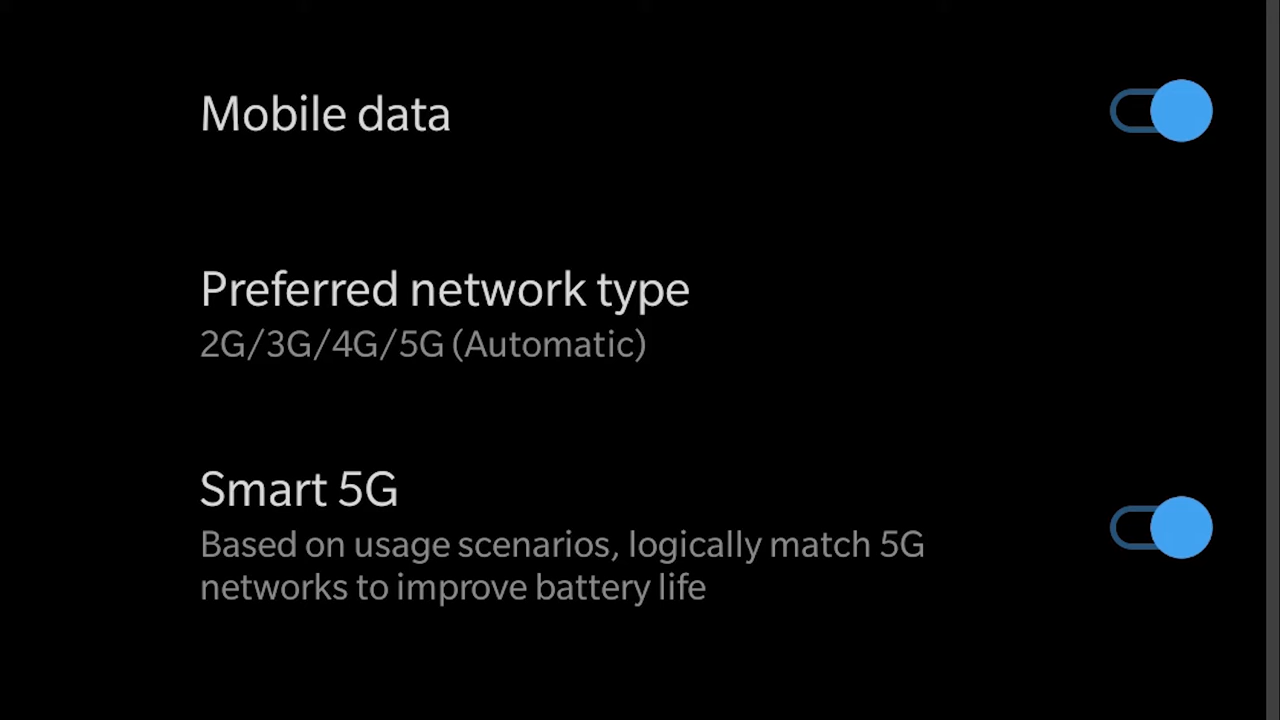 Mobile data
Preferred network type
2G/3G/4G/5G (Automatic)
Smart 5G
Based on usage scenarios, logically match 5G
networks to improve battery life